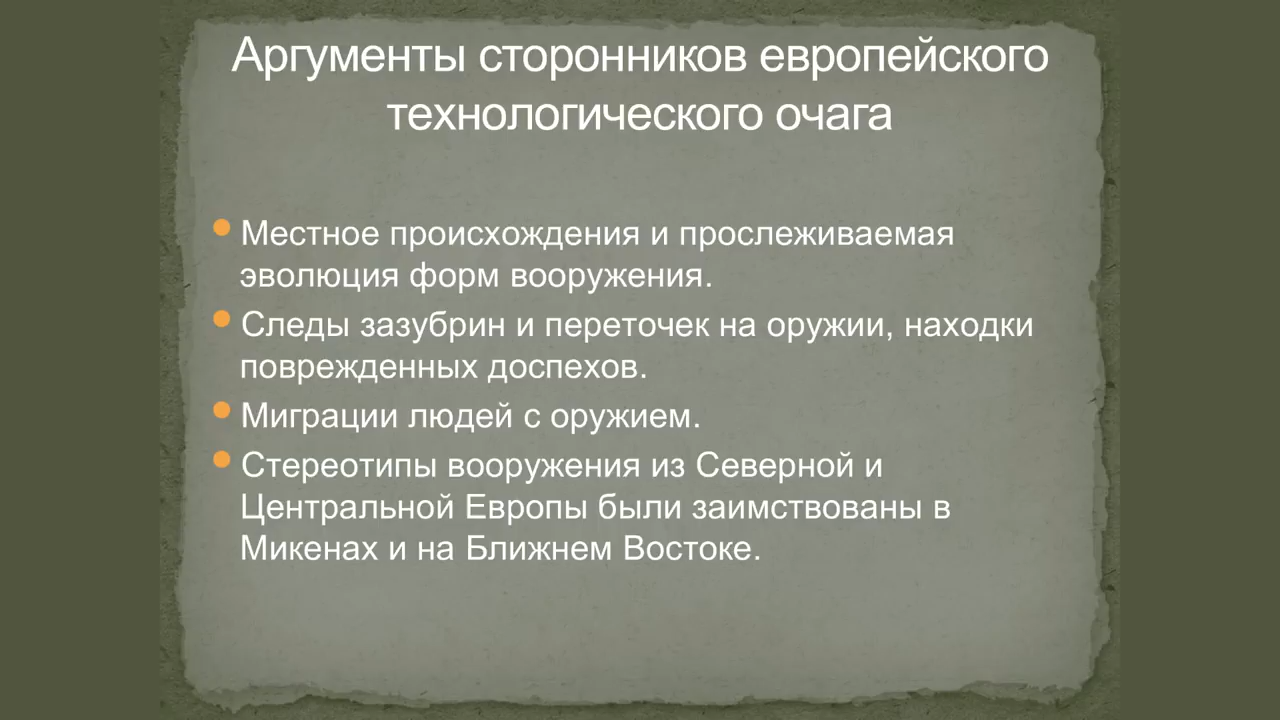 Аргументы сторонников европейского
технологического очага
Местное происхождения и прослеживаемая
эволюция форм вооружения.
Следы зазубрин и переточек на оружии, находки
поврежденных доспехов.
Миграции людей с оружием.
Стереотипы вооружения из Северной и
Центральной Европы были заимствованы в
Микенах и на Ближнем Востоке.